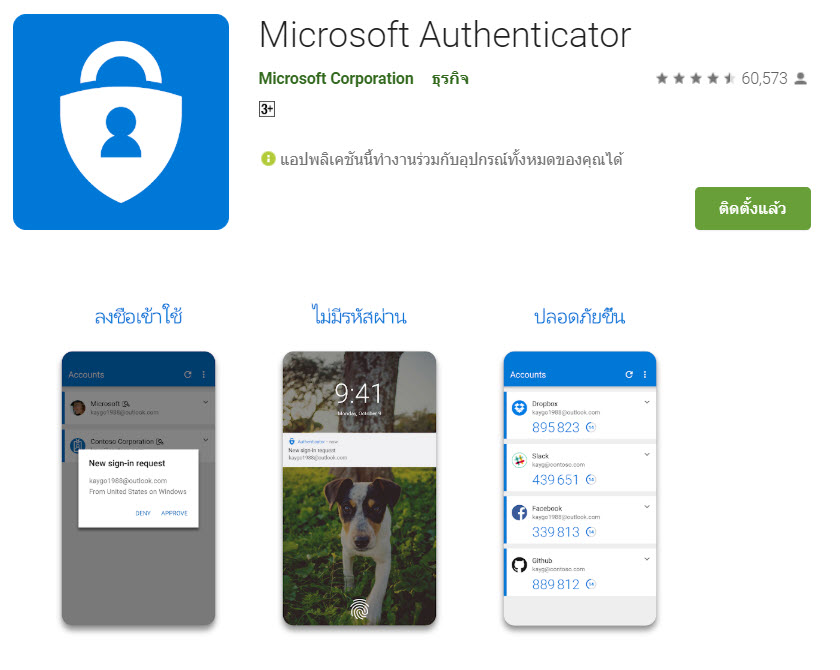 Microsoft Authenticator
Microsoft Corporation ธุรกิจ
60,573
3+
แอปพลิเคชันนี้ทำงานร่วมกับอุปกรณ์ทั้งหมดของคุณได้
ติดตั้งแล้ว
ลงชื่อเข้าใช้
Accounts
Microsoft
kaygo1988@outlook.com
Contoso Corporation
New sign-in request
kaygo1988@outlook.com
From United States on Windows
DENY APPROVE
ไม่มีรหัสผ่าน
9:41
Monday, October 9
Authenticator • now
New sign-in request
kaygo1988@outlook.com
ปลอดภัยขึ้น
Accounts
Dropbox
kaygo1988@outlook.com
895 823
Slack
kayg@contoso.com
439 651
Facebook
kaygo1988@outlook.com
339 813
Github
kayg@contoso.com
889 812